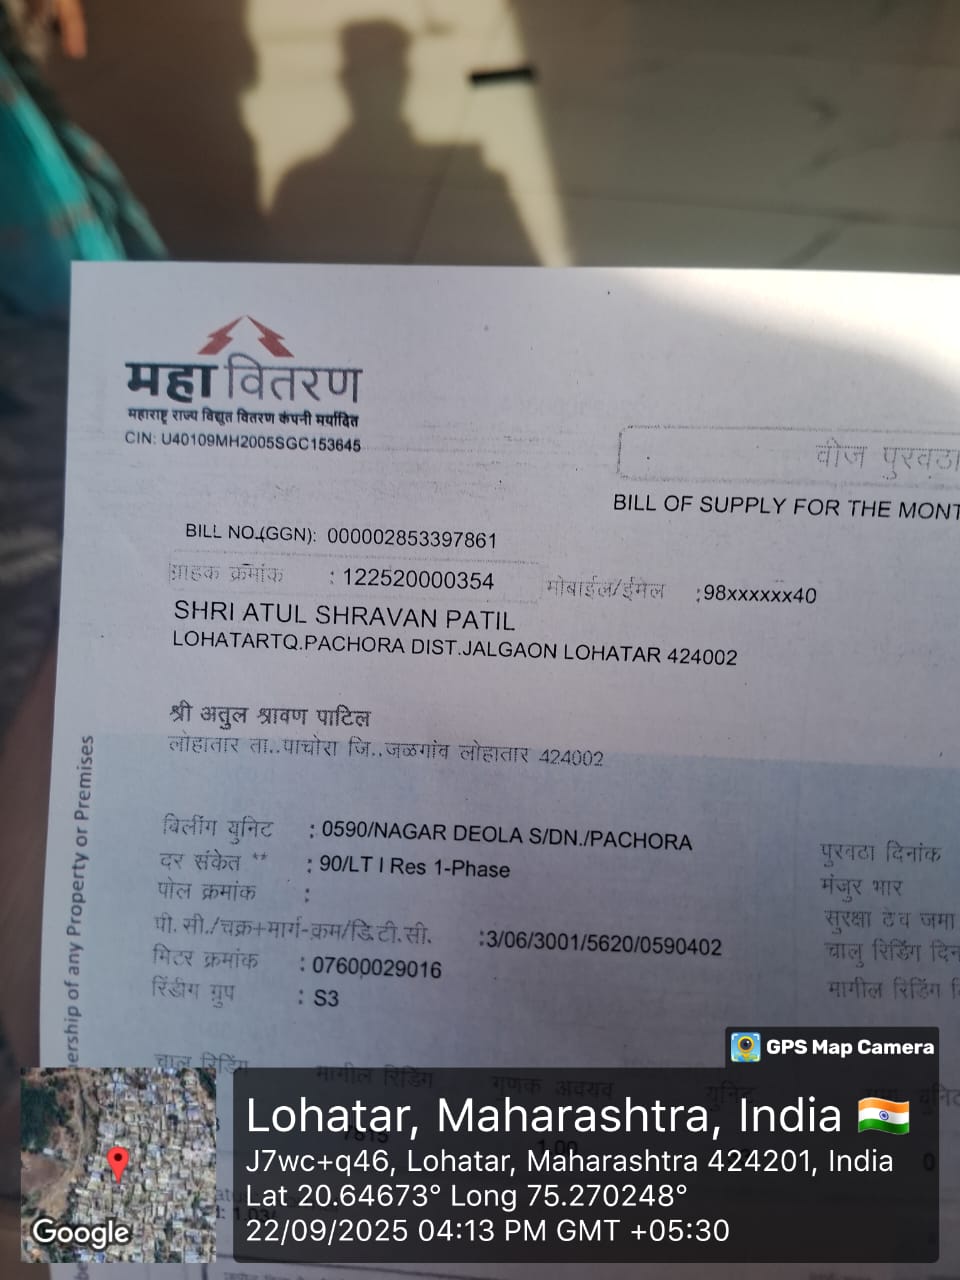 महावितरण
महाराष्ट्र राज्य विद्युत वितरण कंपनी मर्यादित
CIN: U40109MH2005SGC153645
वीज पुरवठा
BILL OF SUPPLY FOR THE MONT
BILL NO.(GGN): 000002853397861
ग्राहक क्रमांक : 122520000354 मोबाईल/ईमेल :98xxxxxx40
SHRI ATUL SHRAVAN PATIL
LOHATARTQ.PACHORA DIST.JALGAON LOHATAR 424002
श्री अतुल श्रावण पाटिल
लोहातार ता..पाचोरा जि..जळगांव लोहातार 424002
बिलींग युनिट : 0590/NAGAR DEOLA S/DN./PACHORA
पुरवठा दिनांक
दर संकेत ** : 90/LT I Res 1-Phase
मंजुर भार
पोल क्रमांक :
सुरक्षा ठेव जमा
पी.सी./चक्र+मार्ग-क्रम/डि.टी.सी. :3/06/3001/5620/0590402
चालु रिडिंग दिन
मिटर क्रमांक : 07600029016
मागील रिडिंग
रिडींग ग्रुप : S3
ership of any Property or Premises
चालु रिडिंग मागील रिडिंग गुणक अवयव युनिट
GPS Map Camera
Lohatar, Maharashtra, India
J7wc+q46, Lohatar, Maharashtra 424201, India
Lat 20.64673° Long 75.270248°
22/09/2025 04:13 PM GMT +05:30
Google